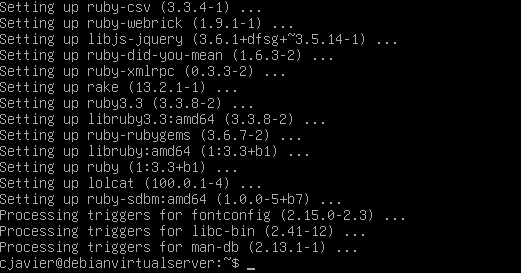 Setting up ruby-csv (3.3.4-1) ...
Setting up ruby-webrick (1.9.1-1) ...
Setting up libjs-jquery (3.6.1+dfsg+~3.5.14-1) ...
Setting up ruby-did-you-mean (1.6.3-2) ...
Setting up ruby-xmlrpc (0.3.3-2) ...
Setting up rake (13.2.1-1) ...
Setting up ruby3.3 (3.3.8-2) ...
Setting up libruby3.3:amd64 (3.3.8-2) ...
Setting up ruby-rubygems (3.6.7-2) ...
Setting up libruby:amd64 (1:3.3+b1) ...
Setting up ruby (1:3.3+b1) ...
Setting up lolcat (100.0.1-4) ...
Setting up ruby-sdbm:amd64 (1.0.0-5+b7) ...
Processing triggers for fontconfig (2.15.0-2.3) ...
Processing triggers for libc-bin (2.41-12) ...
Processing triggers for man-db (2.13.1-1) ...
cjavier@debianvirtualserver:~$ _